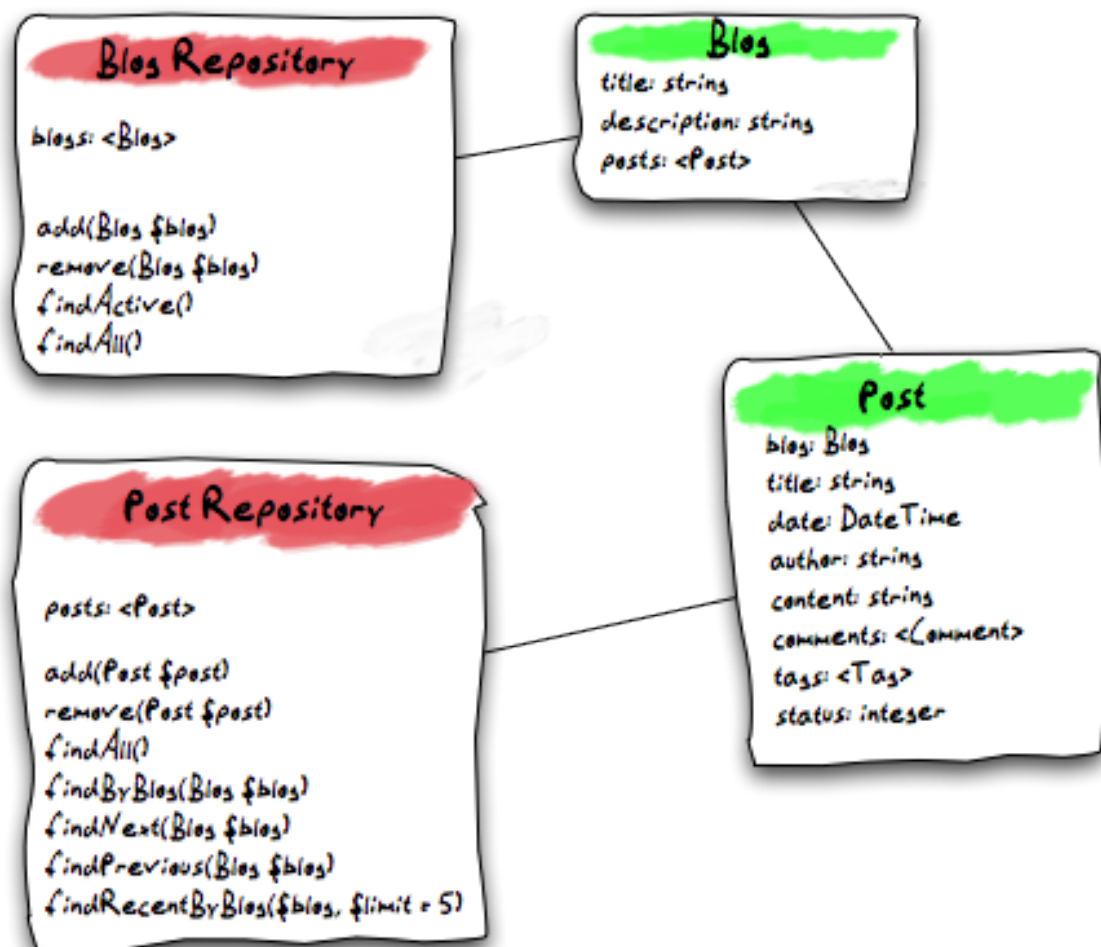 Blog Repository
blogs: <Blog>
add(Blog $blog)
remove(Blog $blog)
findActive()
findAll()
Blog
title: string
description: string
posts: <Post>
Post
blog: Blog
title: string
date: DateTime
author: string
content: string
comments: <Comment>
tags: <Tag>
status: integer
Post Repository
posts: <Post>
add(Post $post)
remove(Post $post)
findAll()
findByBlog(Blog $blog)
findNext(Blog $blog)
findPrevious(Blog $blog)
findRecentByBlog($blog, $limit = 5)